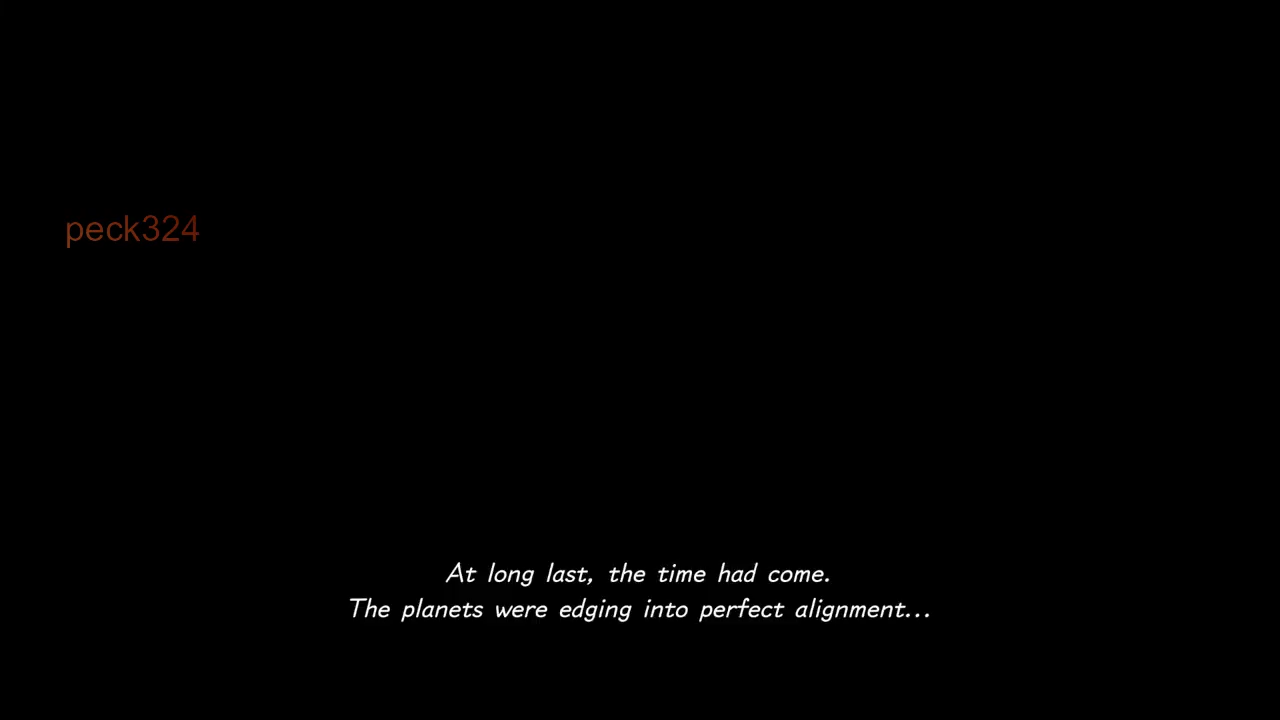 peck324
At long last, the time had come.
The planets were edging into perfect alignment...